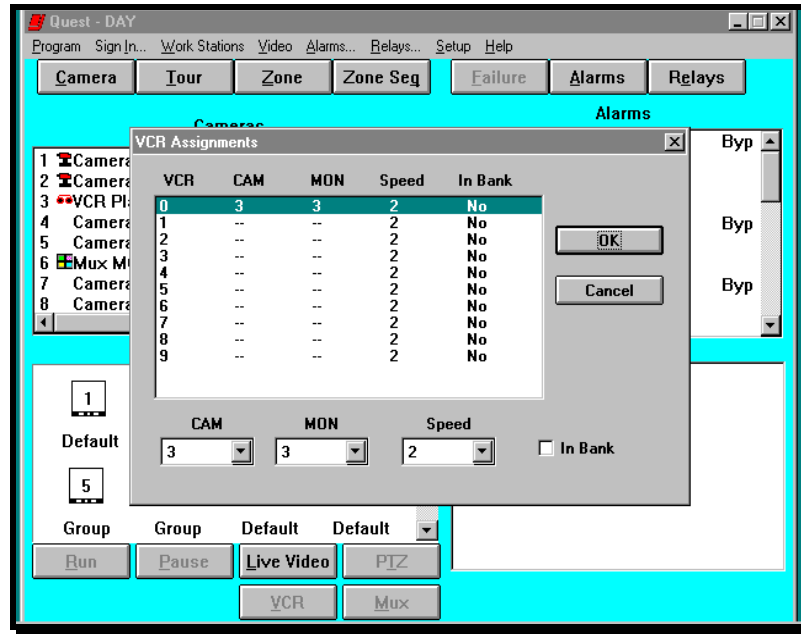 Quest - DAY
Program Sign In... Work Stations Video Alarms... Relays... Setup Help
Camera Tour Zone Zone Seq Failure Alarms Relays
Alarms
VCR Assignments
Byp
1 Camera
2 Camera
3
4 Camera Byp
5 Camera
6 Mux
7 Camera Byp
8 Camera
VCR CAM MON Speed In Bank
0 3 3 2 No
1 -- -- 2 No
2 -- -- 2 No
3 -- -- 2 No
4 -- -- 2 No
5 -- -- 2 No
6 -- -- 2 No
7 -- -- 2 No
8 -- -- 2 No
9 -- -- 2 No
OK
Cancel
CAM MON Speed
3 3 2 In Bank
1
Default
5
Group Group Default Default
Run Pause Live Video PTZ
VCR Mux